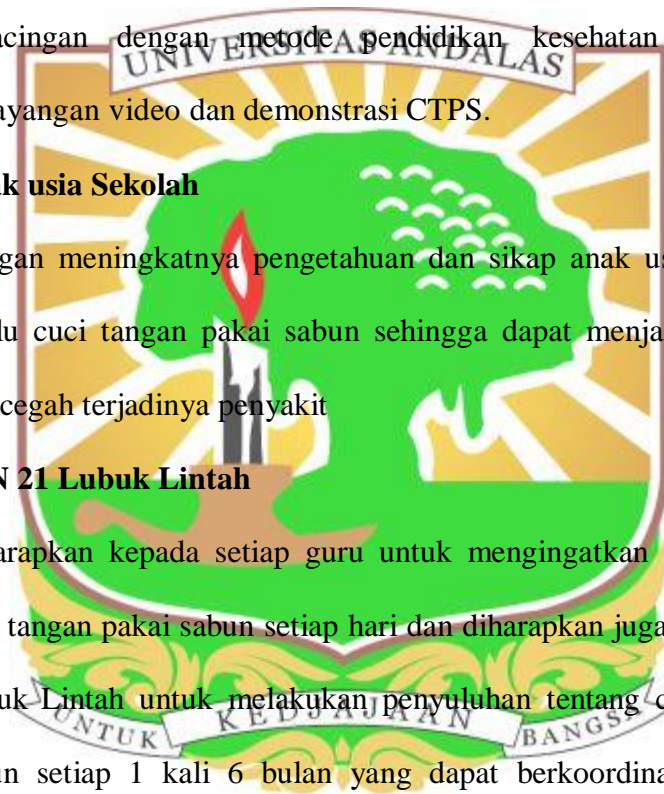 acingan dengan metode pendidikan kesehatan
UNIVERSITAS ANDALAS
ayangan video dan demonstrasi CTPS.
ak usia Sekolah
gan meningkatnya pengetahuan dan sikap anak us
lu cuci tangan pakai sabun sehingga dapat menja
cegah terjadinya penyakit
N 21 Lubuk Lintah
arapkan kepada setiap guru untuk mengingatkan
tangan pakai sabun setiap hari dan diharapkan juga
uk Lintah untuk melakukan penyuluhan tentang c
UNTUK KEDJAJAAN BANGSA
un setiap 1 kali 6 bulan yang dapat berkoordina